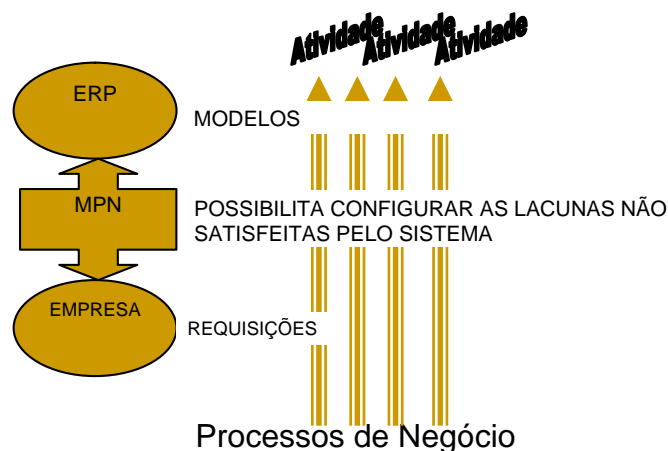 Atividade Atividade Atividade
ERP
MODELOS
MPN
POSSIBILITA CONFIGURAR AS LACUNAS NÃO
SATISFEITAS PELO SISTEMA
EMPRESA
REQUISIÇÕES
Processos de Negócio